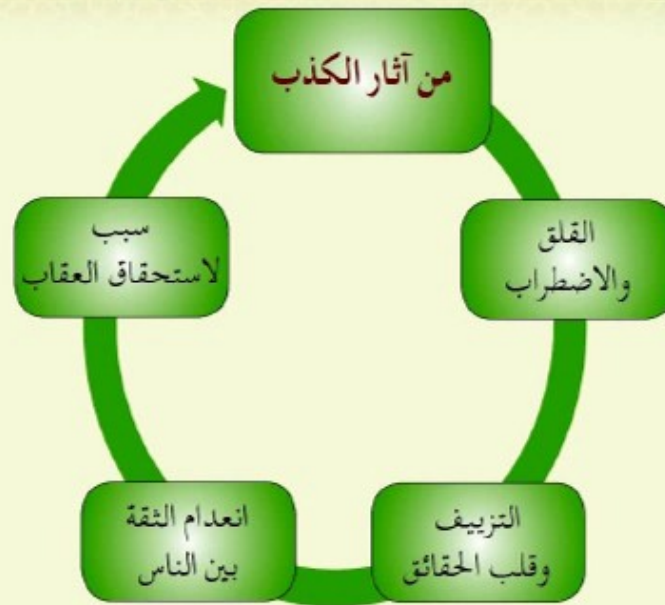 من آثار الكذب
القلق
والاضطراب
التزييف
وقلب الحقائق
انعدام الثقة
بين الناس
سبب
لاستحقاق العقاب